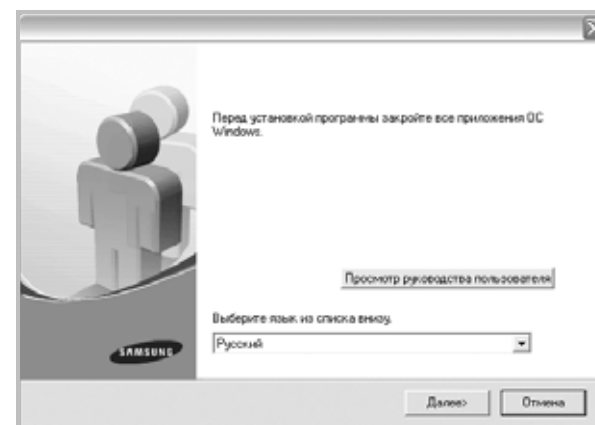 Перед установкой программы закройте все приложения ОС
Windows.
Просмотр руководства пользователя
Выберите язык из списка внизу.
Русский
SAMSUNG
Далее>
Отмена